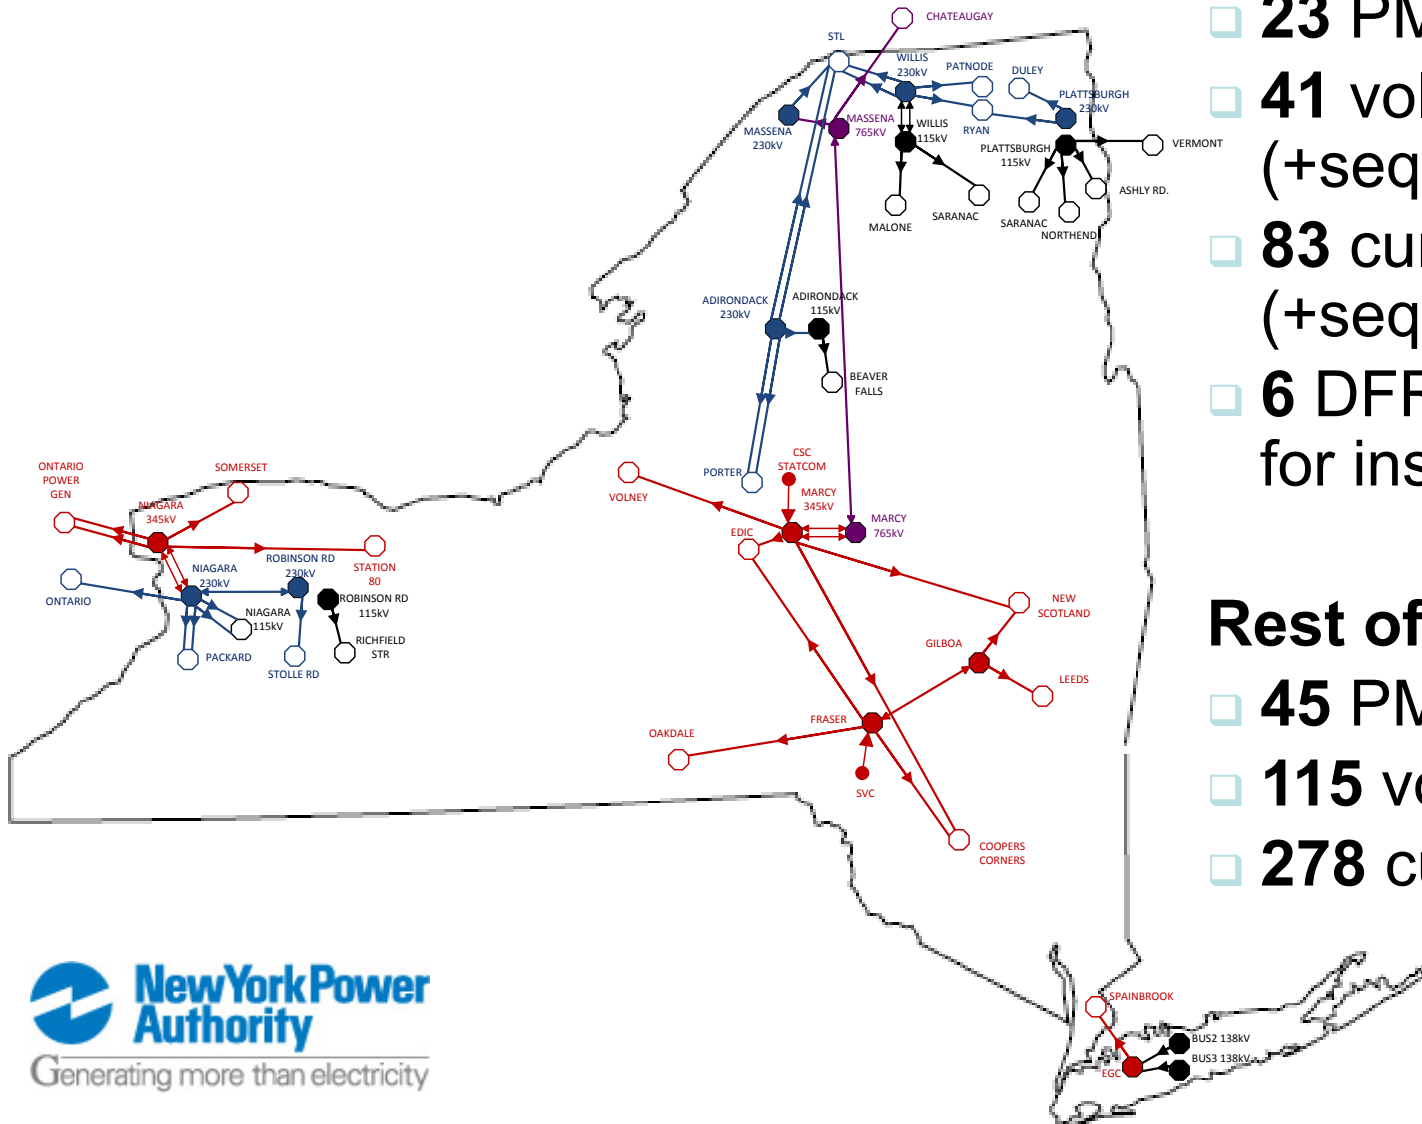 CHATEAUGAY
STL
WILLIS
230kV
PATNODE
DULEY
PLATTSBURGH
230kV
MASSENA
230kV
MASSENA
765KV
WILLIS
115kV
RYAN
PLATTSBURGH
115kV
VERMONT
ASHLY RD.
MALONE
SARANAC
SARANAC
NORTHEND
ADIRONDACK
230kV
ADIRONDACK
115kV
BEAVER
FALLS
PORTER
CSC
STATCOM
MARCY
345kV
VOLNEY
EDIC
MARCY
765kV
ONTARIO
POWER
GEN
SOMERSET
NIAGARA
345kV
STATION
80
ROBINSON RD
230kV
NIAGARA
230kV
ONTARIO
ROBINSON RD
115kV
NIAGARA
115kV
RICHFIELD
STR
PACKARD
STOLLE RD
NEW
SCOTLAND
GILBOA
LEEDS
FRASER
OAKDALE
SVC
COOPERS
CORNERS
SPAINBROOK
BUS2 138kV
BUS3 138kV
EGC
23 PM
41 vol
(+seq
83 cur
(+seq
6 DFR
for ins
Rest of
45 PM
115 vo
278 cu
NewYorkPower
Authority
Generating more than electricity